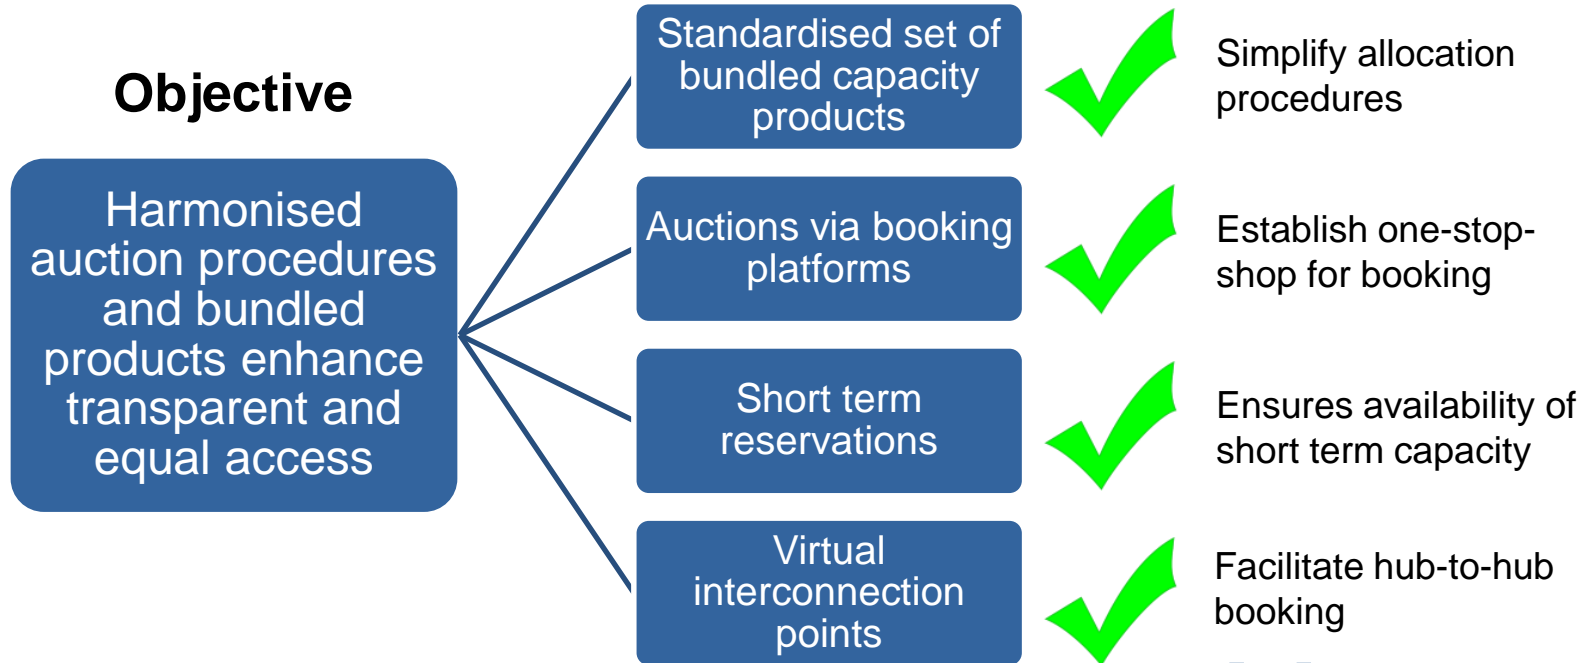 Objective
Harmonised
auction procedures
and bundled
products enhance
transparent and
equal access
Standardised set of
bundled capacity
products
Simplify allocation
procedures
Auctions via booking
platforms
Establish one-stop-
shop for booking
Short term
reservations
Ensures availability of
short term capacity
Virtual
interconnection
points
Facilitate hub-to-hub
booking